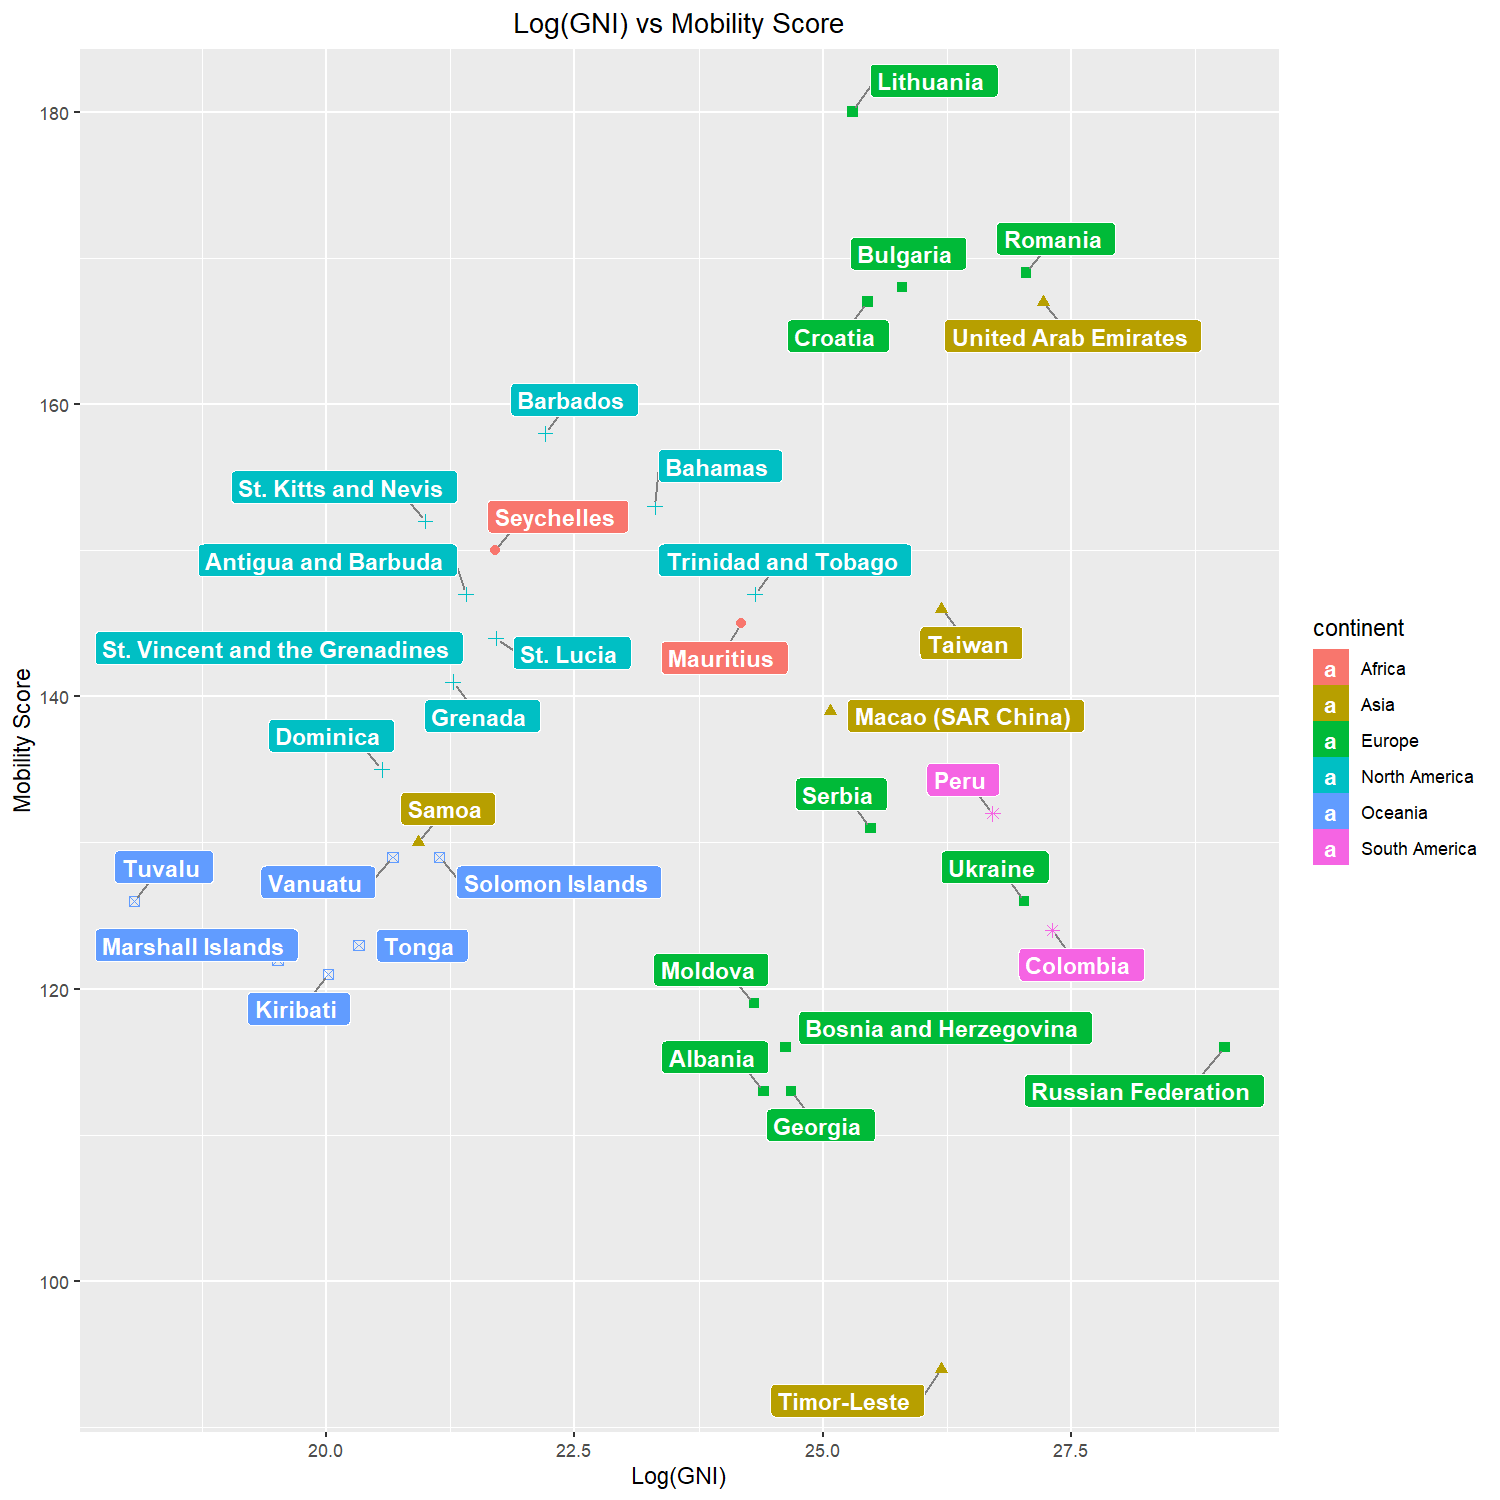 Log(GNI) vs Mobility Score
Lithuania
180
Romania
Bulgaria
Croatia
United Arab Emirates
Barbados
160
Bahamas
St. Kitts and Nevis
Seychelles
Antigua and Barbuda
Trinidad and Tobago
Taiwan
St. Vincent and the Grenadines
St. Lucia
Mauritius
140
Grenada
Macao (SAR China)
Dominica
Peru
Serbia
Samoa
Tuvalu
Vanuatu
Solomon Islands
Ukraine
Marshall Islands
Tonga
Colombia
Moldova
120
Kiribati
Bosnia and Herzegovina
Albania
Russian Federation
Georgia
100
Timor-Leste
20.0
22.5
25.0
27.5
Log(GNI)
Mobility Score
continent
a Africa
a Asia
a Europe
a North America
a Oceania
a South America